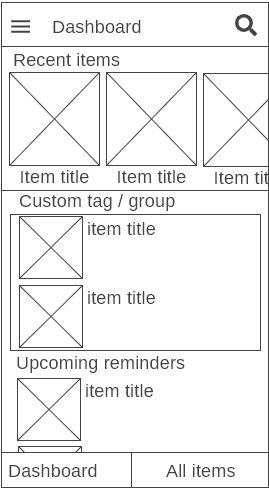 Dashboard
Recent items
Item title Item title Item tit
Custom tag / group
item title
item title
Upcoming reminders
item title
Dashboard All items